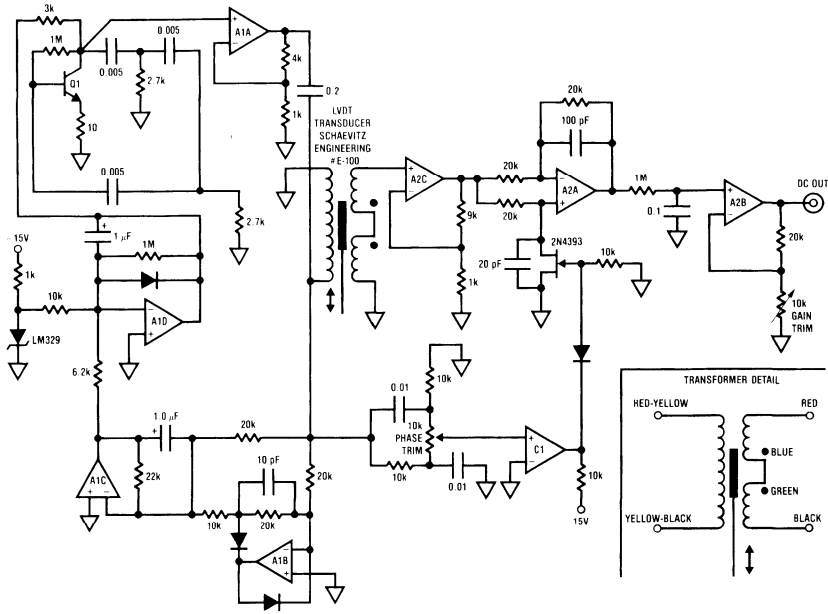 3k
1M
0.005
0.005
Q1
2.7k
10
0.005
2.7k
A1A
4k
1k
0.2
LVDT
TRANSDUCER
SCHAEVITZ
ENGINEERING
#E-100
+
1 μF
1M
15V
1k
10k
LM329
A1D
6.2k
A2C
9k
1k
20k
100 pF
20k
20k
A2A
2N4393
20 pF
10k
1M
0.1
A2B
DC OUT
20k
10k
GAIN
TRIM
1.0 μF
+
22k
A1C
20k
10 pF
10k
20k
20k
A1B
0.01
10k
10k
PHASE
TRIM
10k
0.01
C1
10k
15V
TRANSFORMER DETAIL
RED-YELLOW
RED
BLUE
GREEN
YELLOW-BLACK
BLACK